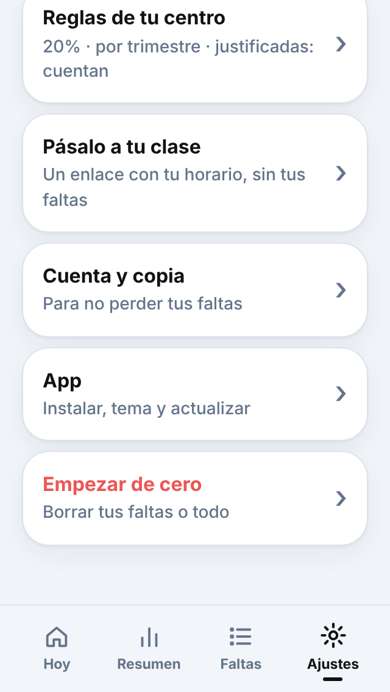 Reglas de tu centro
20% · por trimestre · justificadas:
cuentan
Pásalo a tu clase
Un enlace con tu horario, sin tus
faltas
Cuenta y copia
Para no perder tus faltas
App
Instalar, tema y actualizar
Empezar de cero
Borrar tus faltas o todo
Hoy
Resumen
Faltas
Ajustes